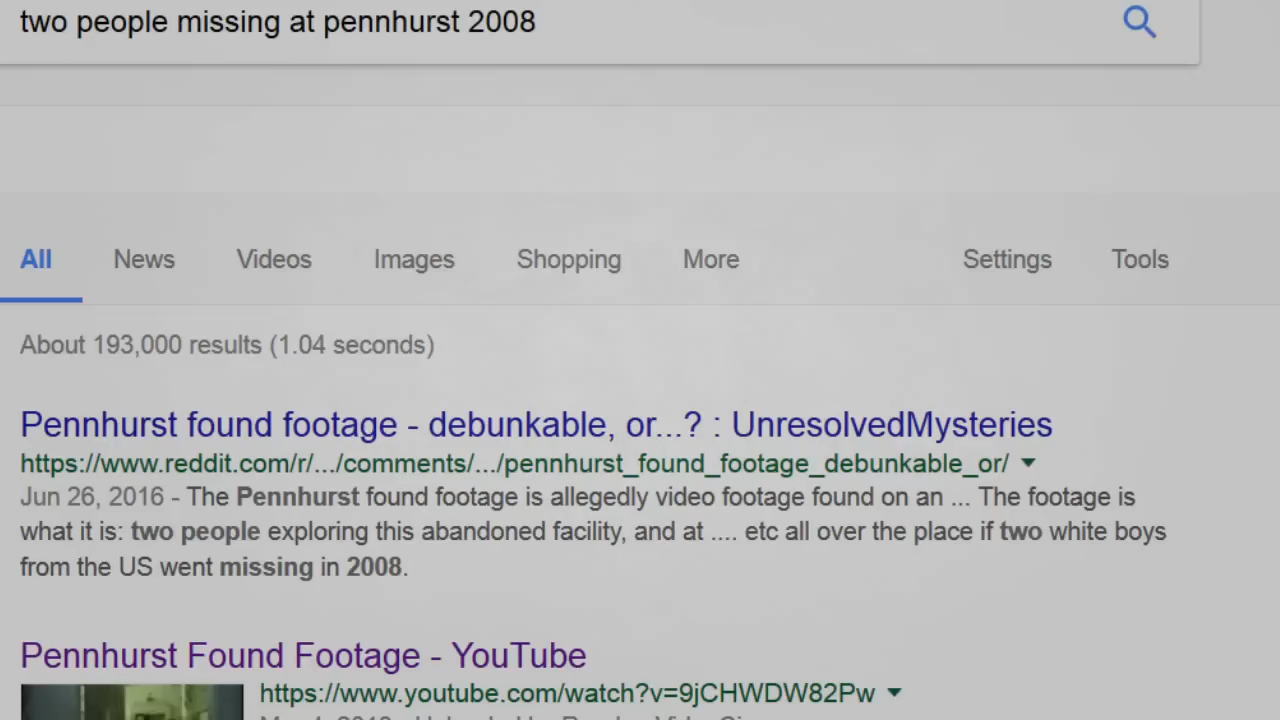 two people missing at pennhurst 2008
All News Videos Images Shopping More Settings Tools
About 193,000 results (1.04 seconds)
Pennhurst found footage - debunkable, or...? : UnresolvedMysteries
https://www.reddit.com/r/.../comments/.../pennhurst_found_footage_debunkable_or/
Jun 26, 2016 - The Pennhurst found footage is allegedly video footage found on an ... The footage is
what it is: two people exploring this abandoned facility, and at .... etc all over the place if two white boys
from the US went missing in 2008.
Pennhurst Found Footage - YouTube
https://www.youtube.com/watch?v=9jCHWDW82Pw